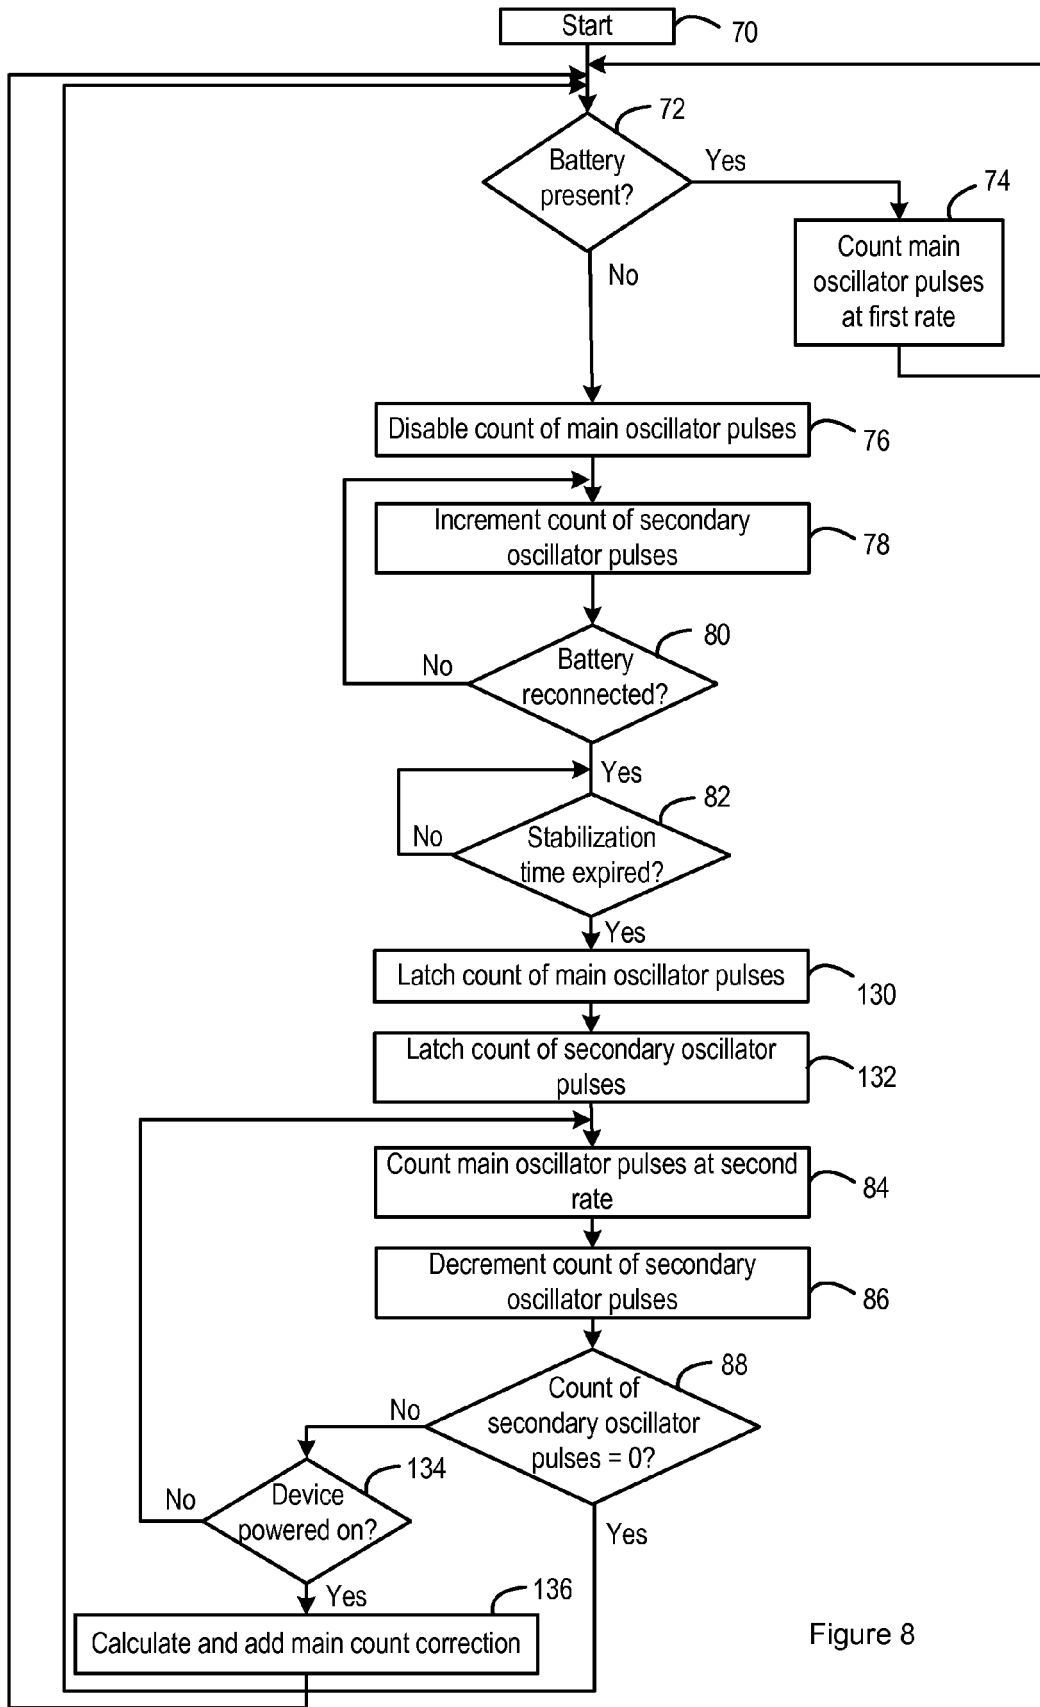 Start
70
72
Battery
present?
Yes
74
Count main
oscillator pulses
at first rate
No
Disable count of main oscillator pulses
76
Increment count of secondary
oscillator pulses
78
80
No
Battery
reconnected?
Yes
82
No
Stabilization
time expired?
Yes
Latch count of main oscillator pulses
130
Latch count of secondary oscillator
pulses
132
Count main oscillator pulses at second
rate
84
Decrement count of secondary
oscillator pulses
86
88
No
Count of
secondary oscillator
pulses = 0?
134
No
Device
powered on?
Yes
Yes
136
Calculate and add main count correction
Figure 8